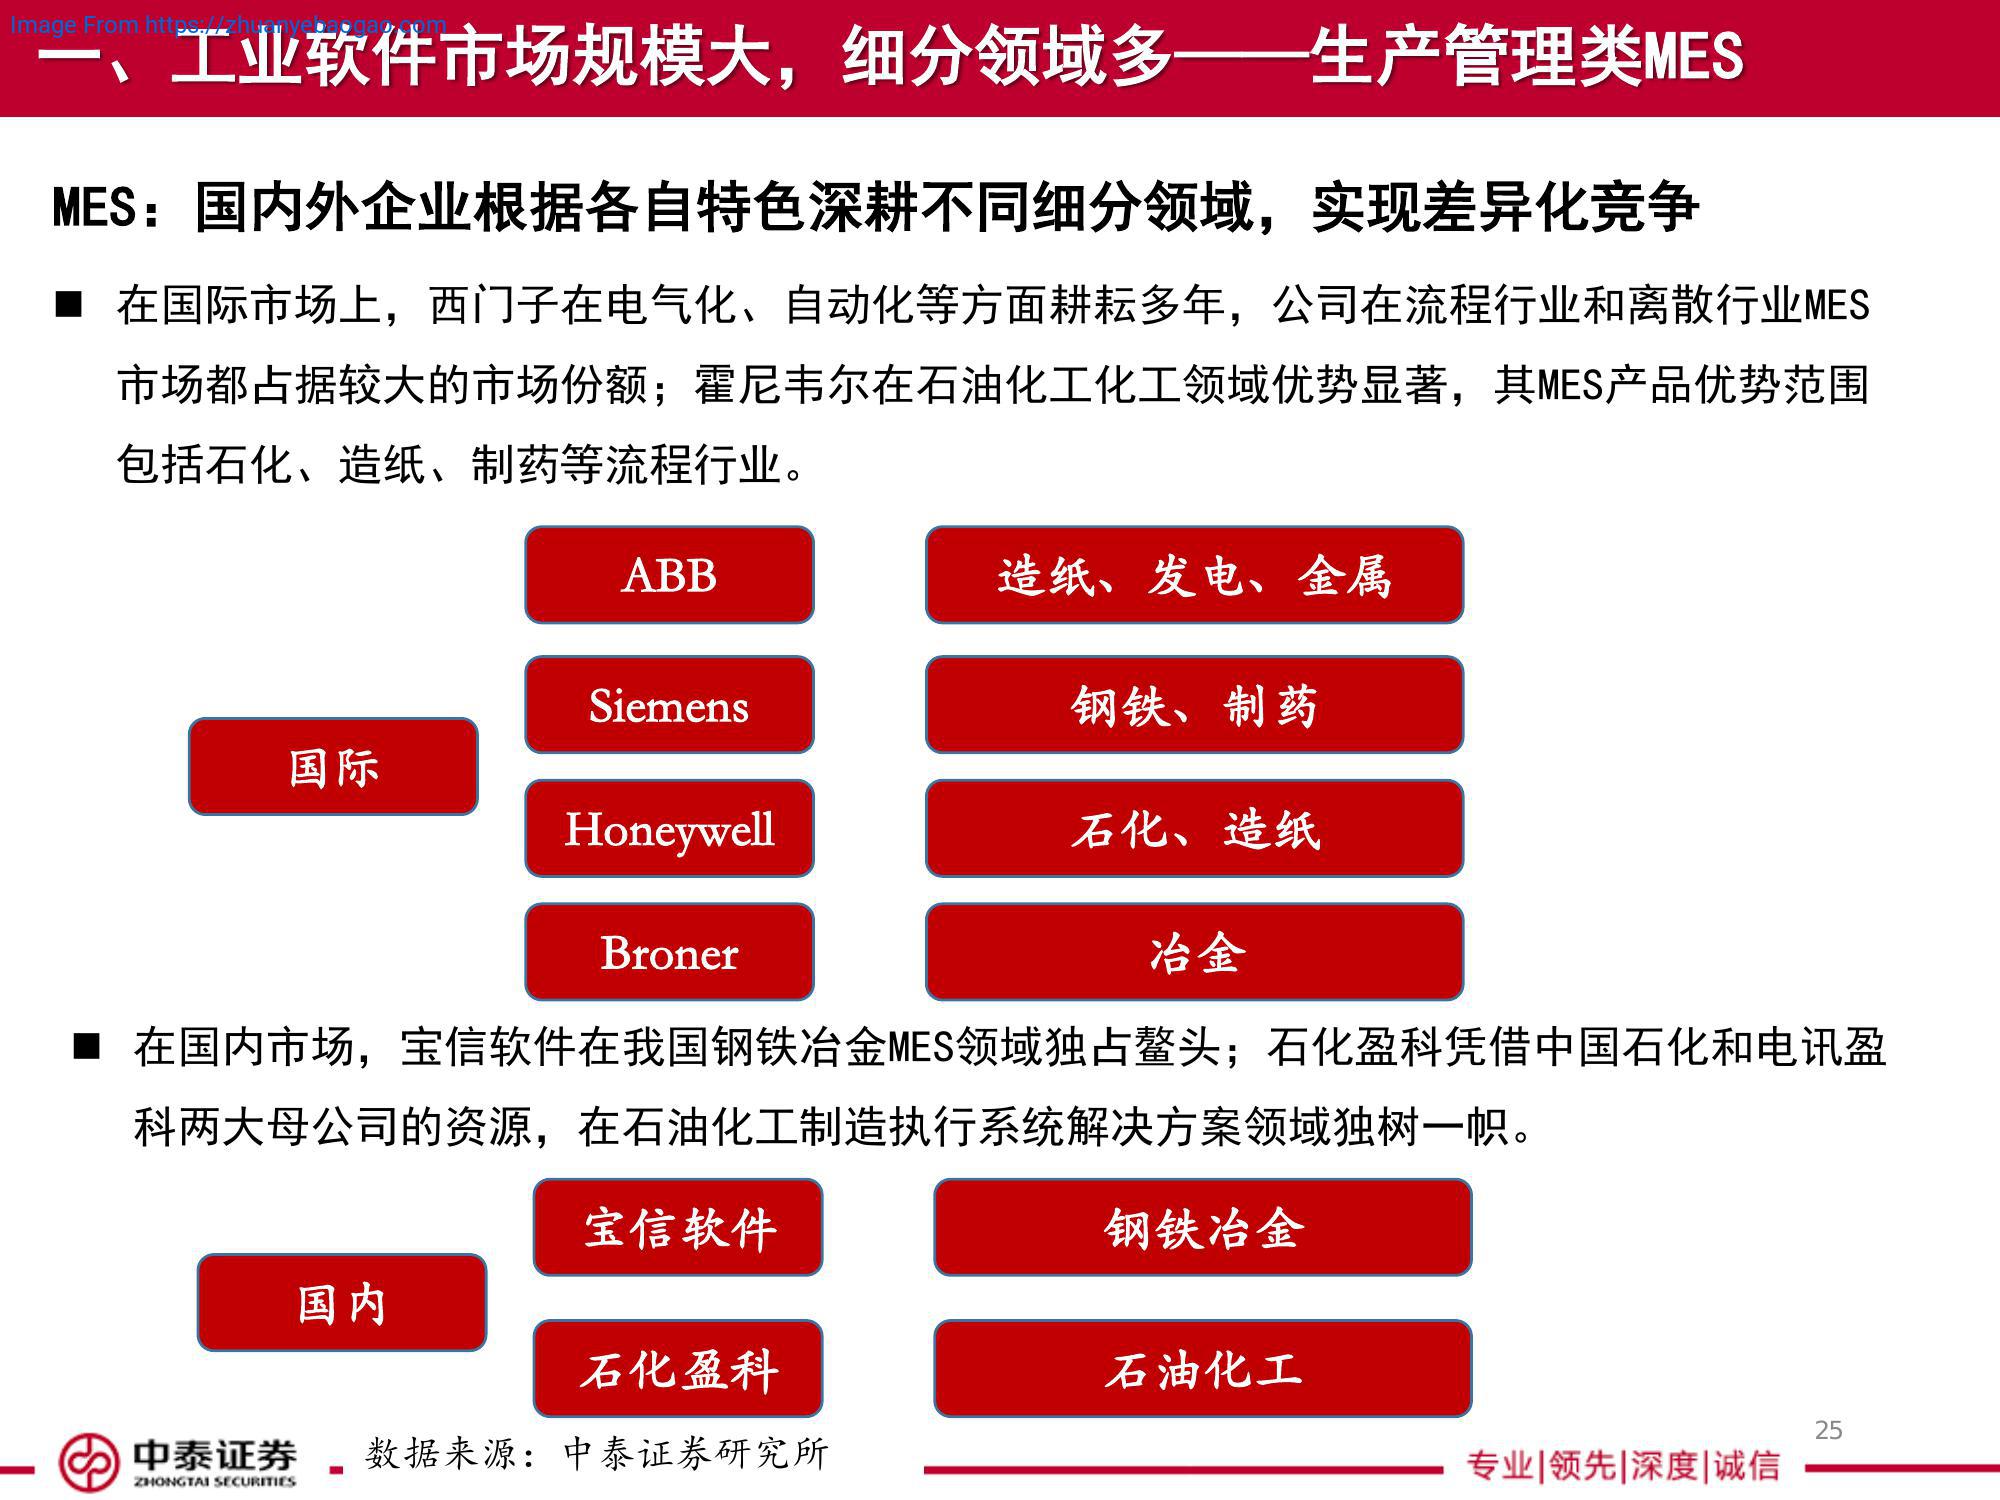 Image From https://zhuanyebaogao.com
一、工业软件市场规模大，细分领域多——生产管理类MES
MES：国内外企业根据各自特色深耕不同细分领域，实现差异化竞争
■ 在国际市场上，西门子在电气化、自动化等方面耕耘多年，公司在流程行业和离散行业MES
市场都占据较大的市场份额；霍尼韦尔在石油化工化工领域优势显著，其MES产品优势范围
包括石化、造纸、制药等流程行业。
国际
ABB
造纸、发电、金属
Siemens
钢铁、制药
Honeywell
石化、造纸
Broner
冶金
■ 在国内市场，宝信软件在我国钢铁冶金MES领域独占鳌头；石化盈科凭借中国石化和电讯盈
科两大母公司的资源，在石油化工制造执行系统解决方案领域独树一帜。
国内
宝信软件
钢铁冶金
石化盈科
石油化工
中泰证券
ZHONGTAI SECURITIES
数据来源：中泰证券研究所
专业|领先|深度|诚信
25